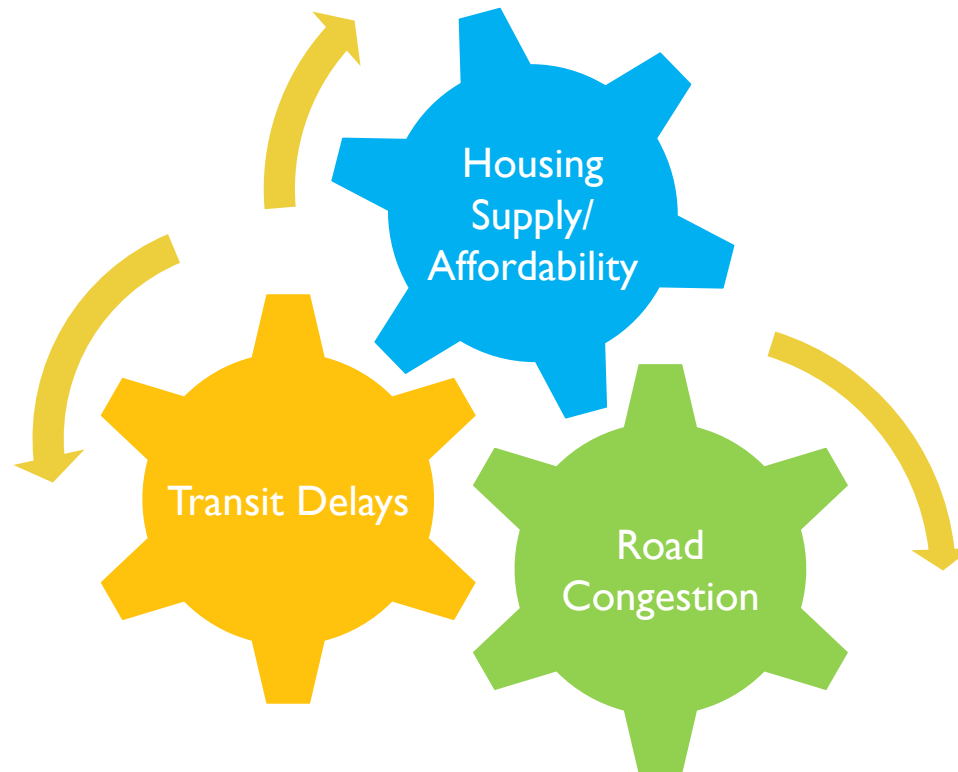 Housing
Supply/
Affordability
Transit Delays
Road
Congestion